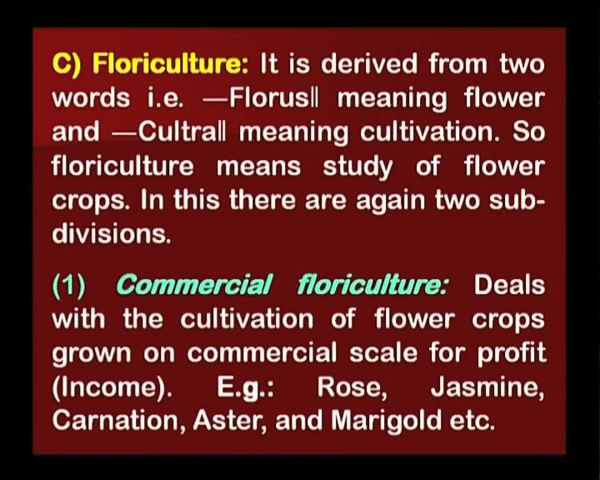 C) Floriculture: It is derived from two
words i.e. ―Florus‖ meaning flower
and ―Cultra‖ meaning cultivation. So
floriculture means study of flower
crops. In this there are again two sub-
divisions.
(1) Commercial floriculture: Deals
with the cultivation of flower crops
grown on commercial scale for profit
(Income). E.g.: Rose, Jasmine,
Carnation, Aster, and Marigold etc.